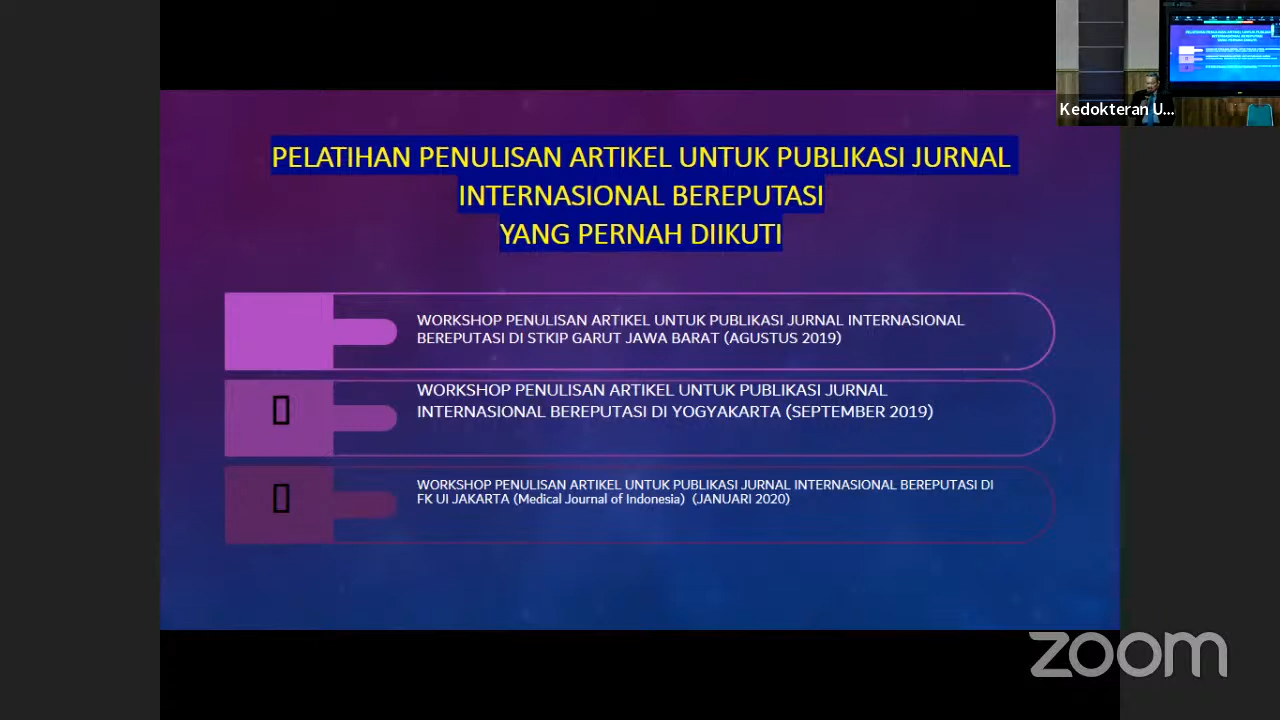 Kedokteran U...
PELATIHAN PENULISAN ARTIKEL UNTUK PUBLIKASI JURNAL
INTERNASIONAL BEREPUTASI
YANG PERNAH DIIKUTI
WORKSHOP PENULISAN ARTIKEL UNTUK PUBLIKASI JURNAL INTERNASIONAL
BEREPUTASI DI STKIP GARUT JAWA BARAT (AGUSTUS 2019)
WORKSHOP PENULISAN ARTIKEL UNTUK PUBLIKASI JURNAL
INTERNASIONAL BEREPUTASI DI YOGYAKARTA (SEPTEMBER 2019)
WORKSHOP PENULISAN ARTIKEL UNTUK PUBLIKASI JURNAL INTERNASIONAL BEREPUTASI DI
FK UI JAKARTA (Medical Journal of Indonesia) (JANUARI 2020)
zoom